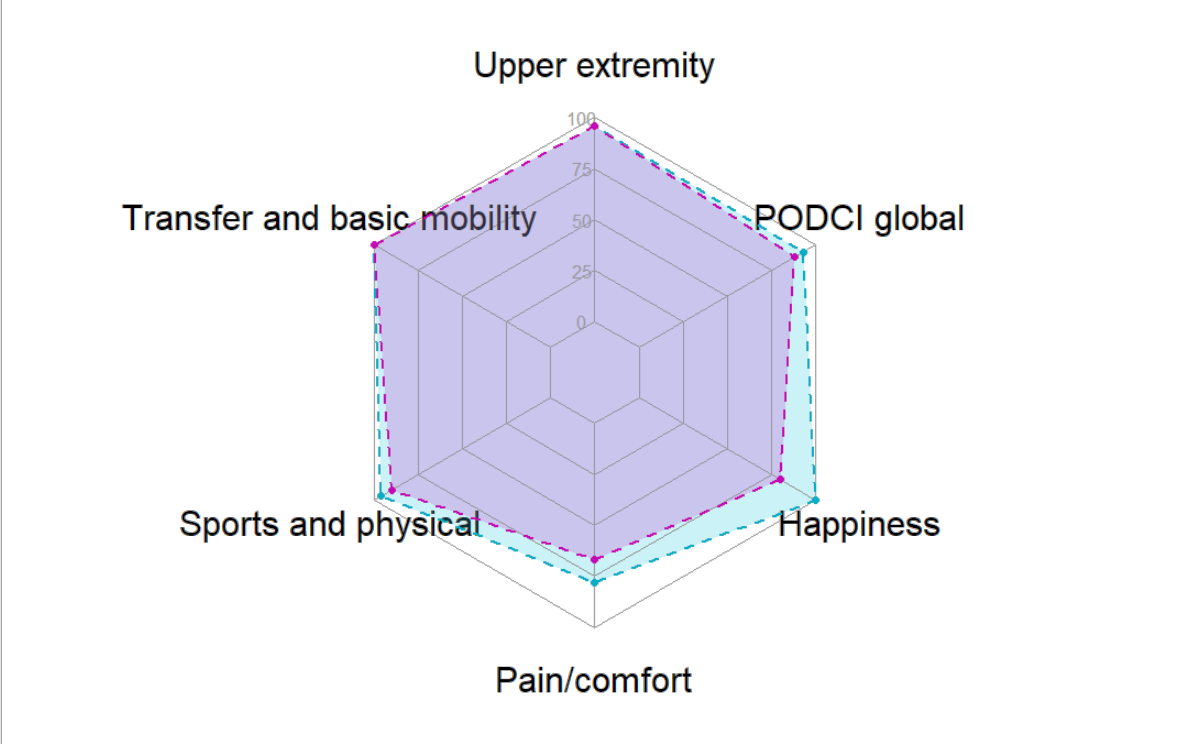 Upper extremity
100
75
Transfer and basic mobility
PODCI global
50
25
0
Sports and physical
Happiness
Pain/comfort